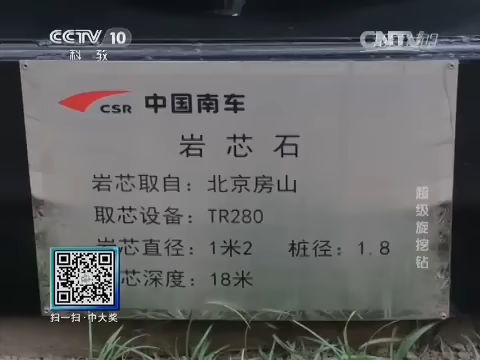 CCTV 10
科教
CNTV
CSR 中国南车
岩芯石
岩芯取自：北京房山
取芯设备：TR280
岩芯直径：1米2 桩径：1.8
芯深度：18米
超级旋挖钻
扫一扫·中大奖